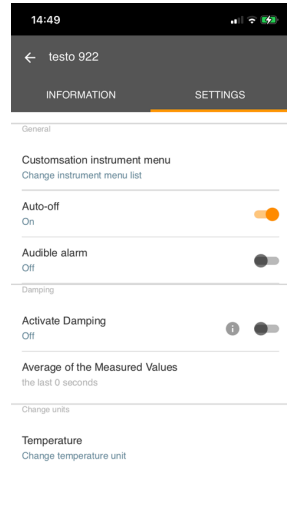 14:49
testo 922
INFORMATION SETTINGS
General
Customsation instrument menu
Change instrument menu list
Auto-off
On
Audible alarm
Off
Damping
Activate Damping
Off
Average of the Measured Values
the last 0 seconds
Change units
Temperature
Change temperature unit